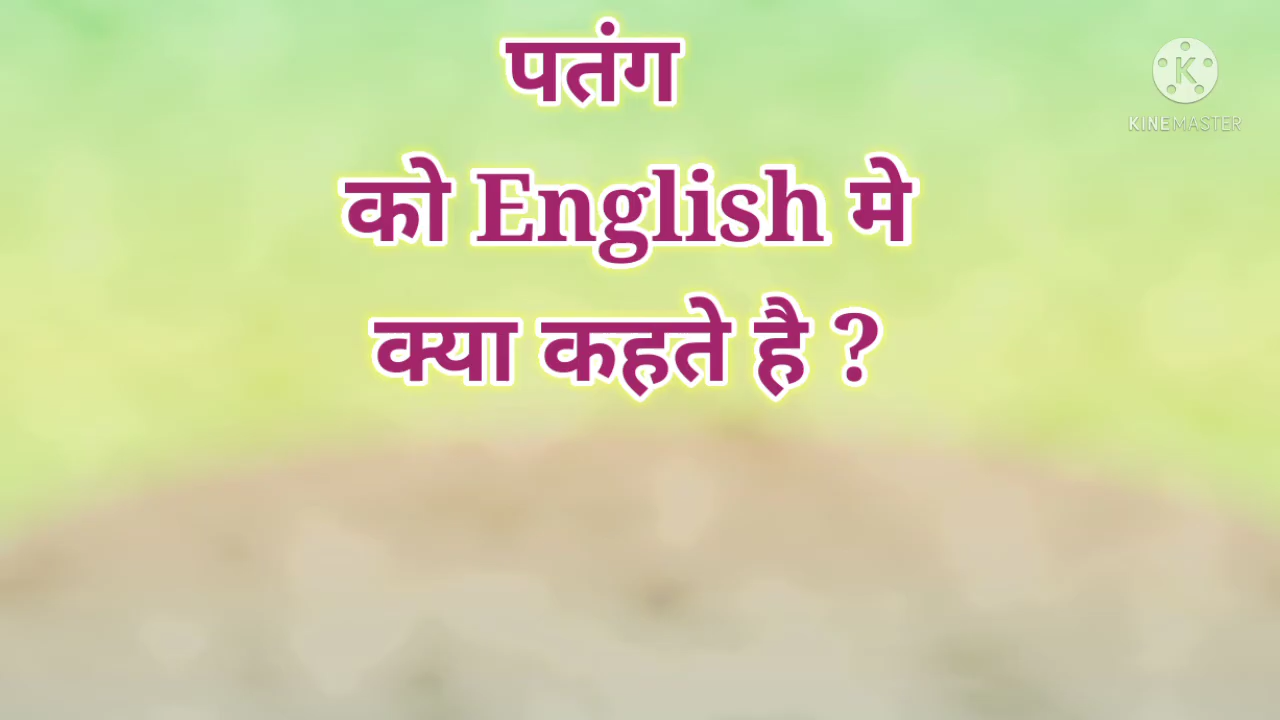 पतंग
को English मे
क्या कहते है ?
K
KINEMASTER